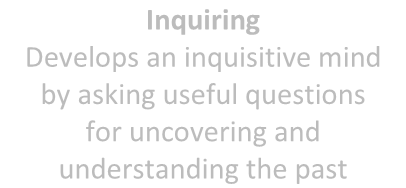 Inquiring
Develops an inquisitive mind
by asking useful questions
for uncovering and
understanding the past